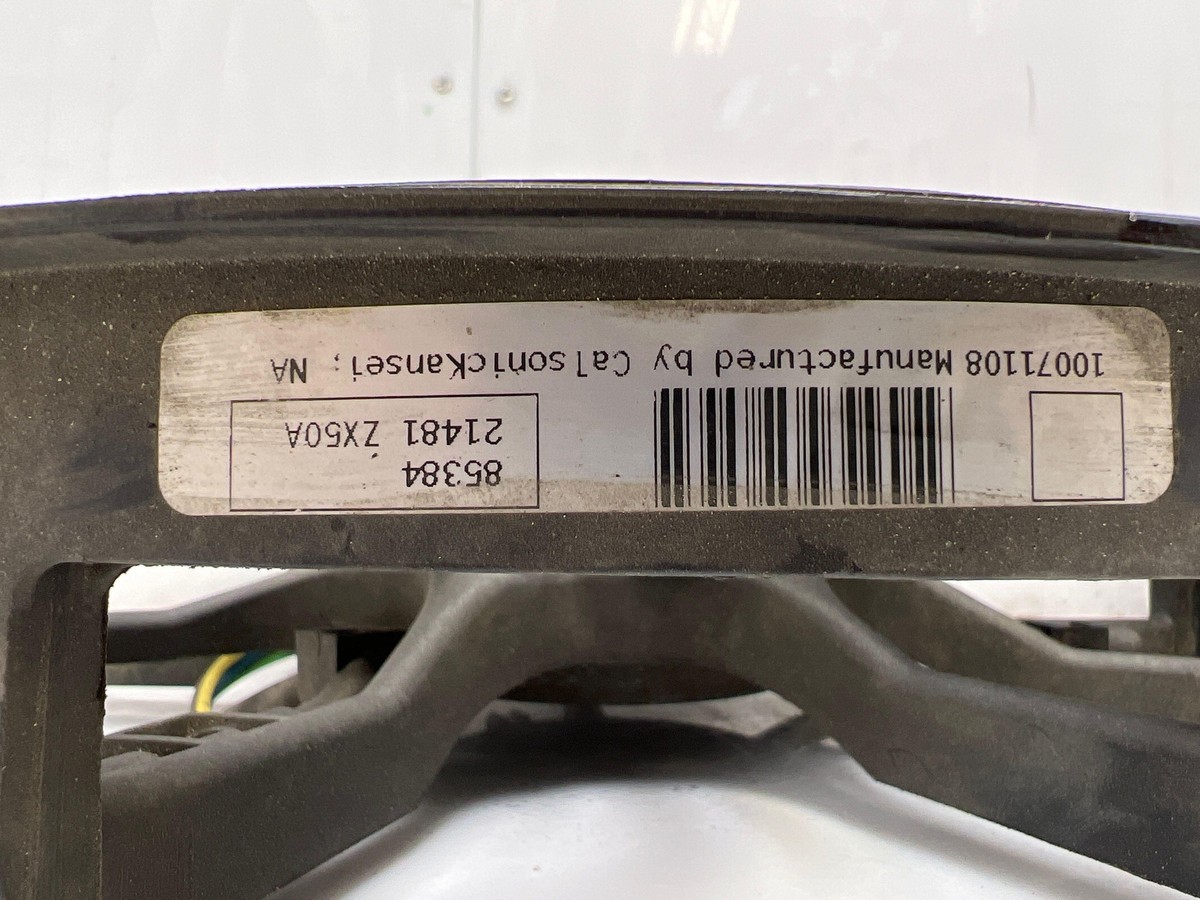 85384
21481 ZX50A
10071108 Manufactured by CalsonicKansei; NA